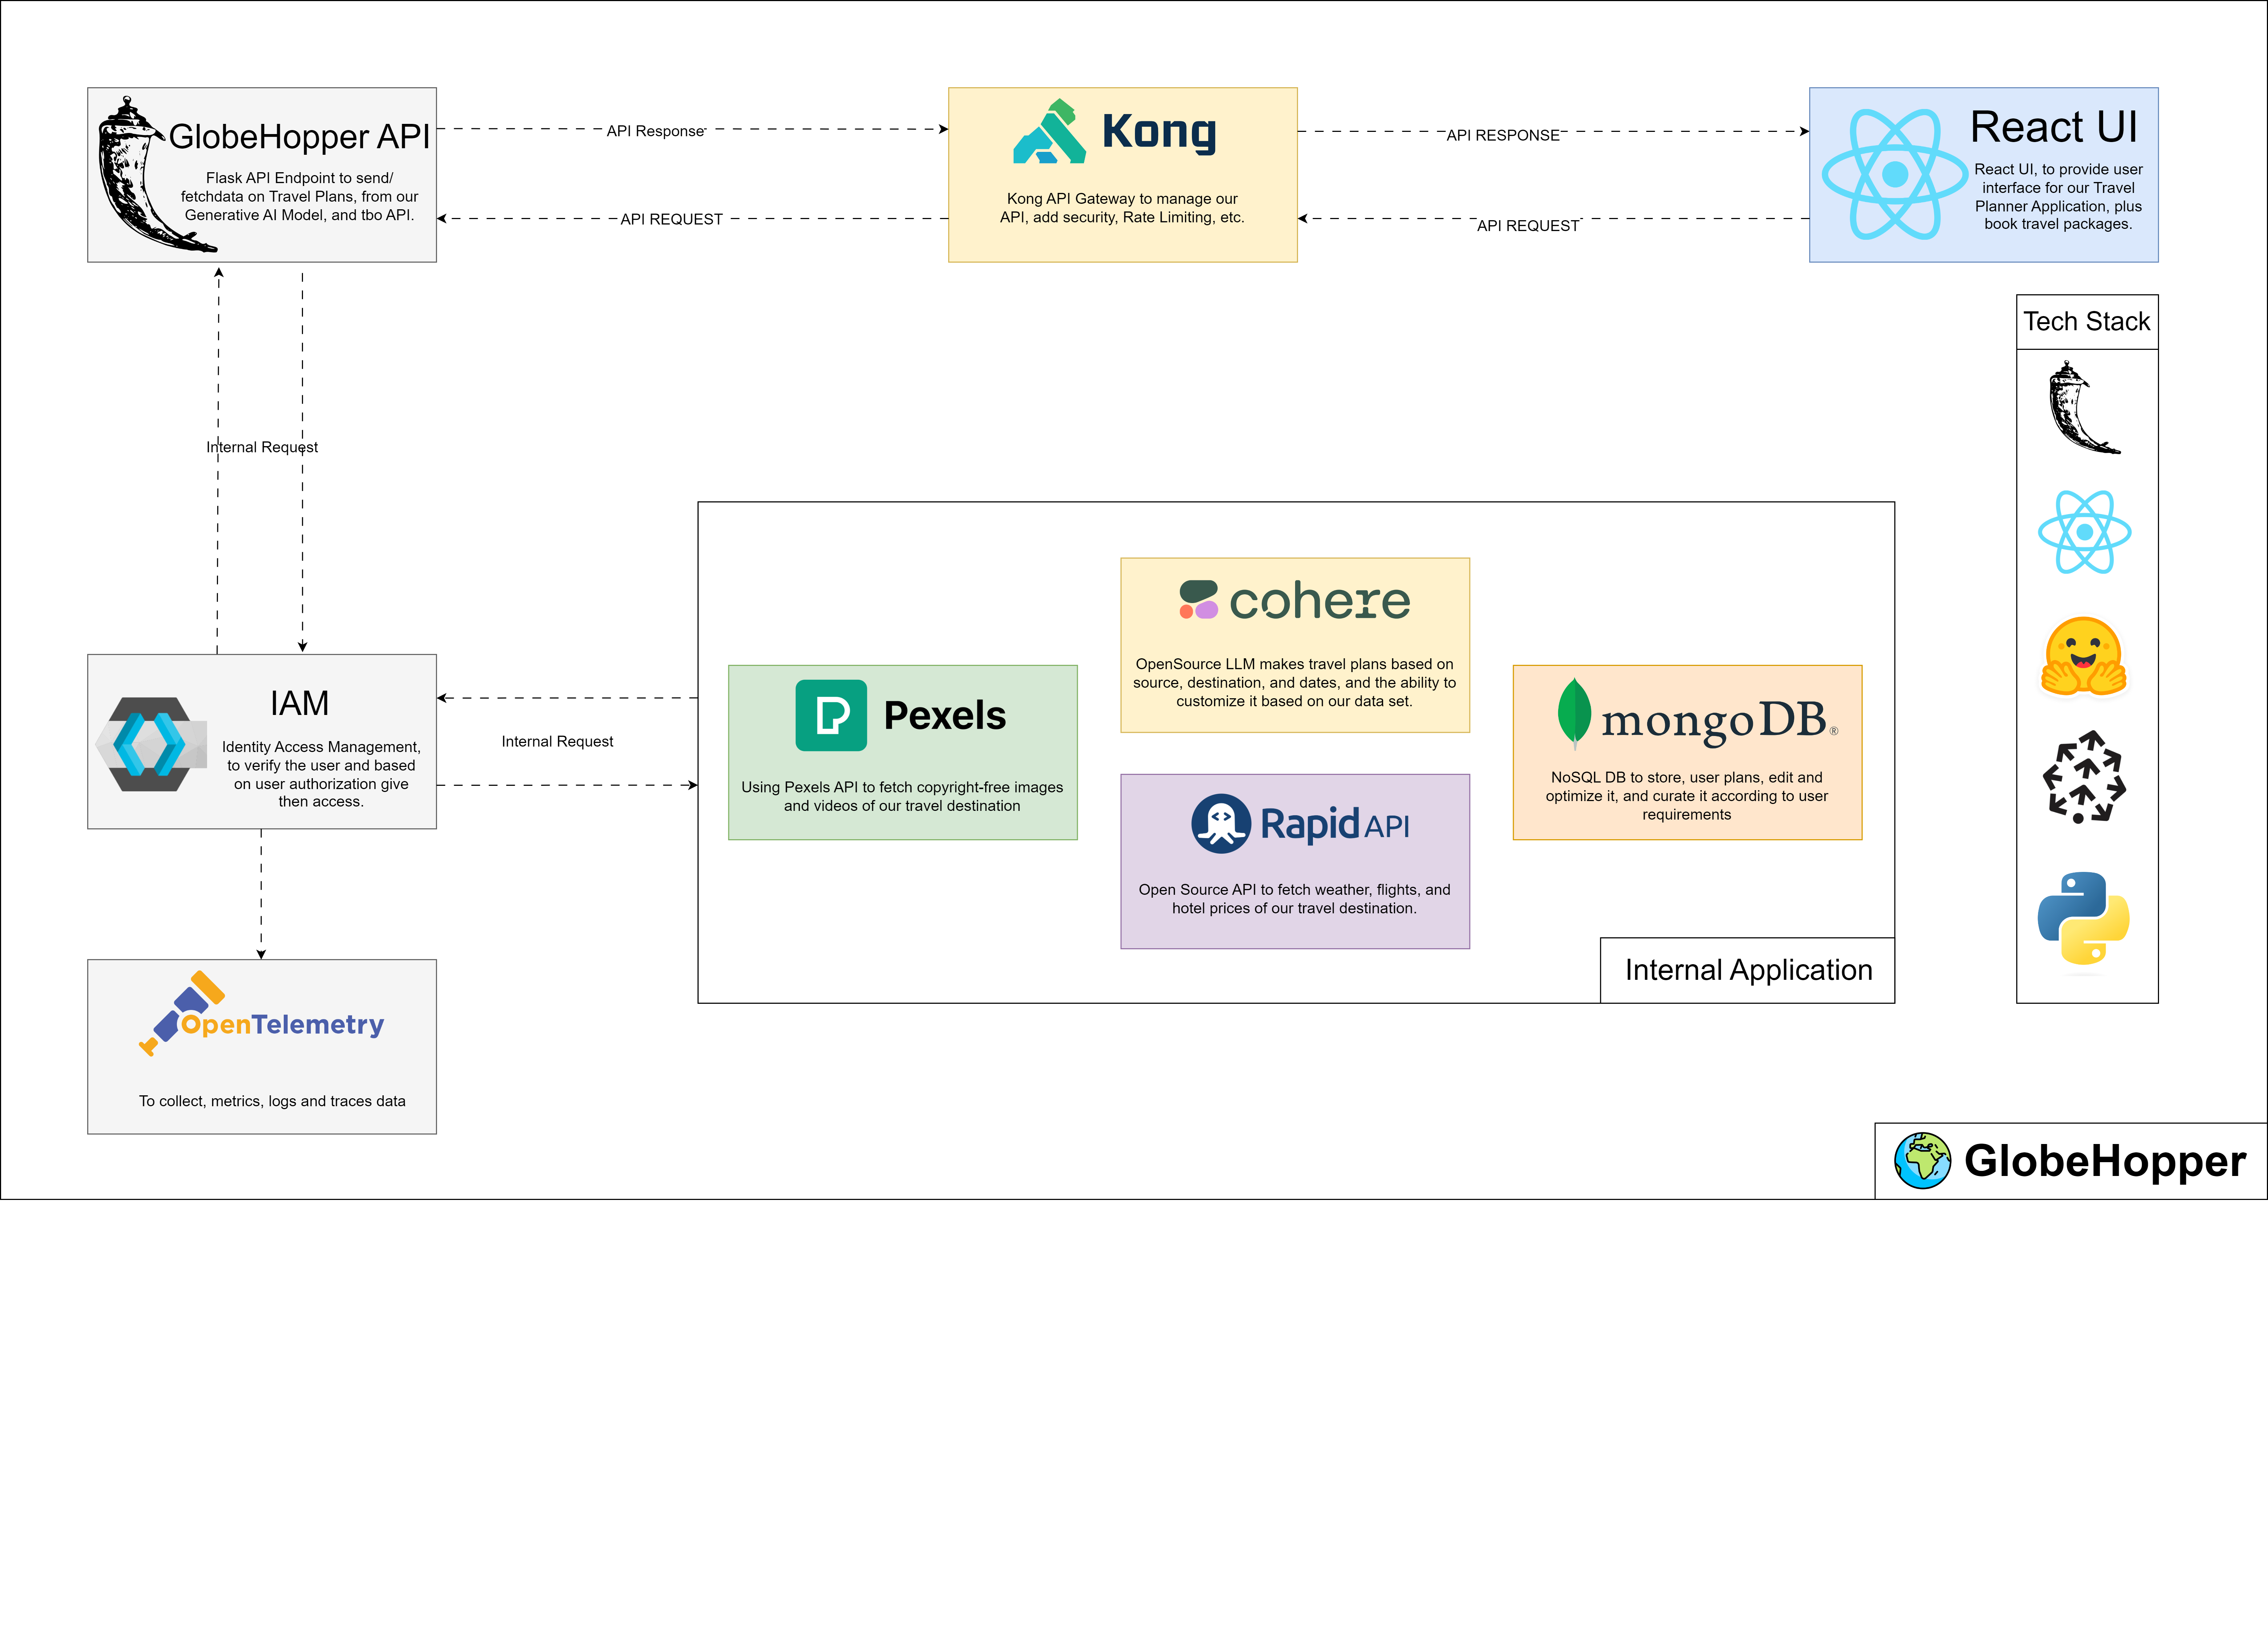 GlobeHopper API
Flask API Endpoint to send/
fetchdata on Travel Plans, from our
Generative AI Model, and tbo API.
API Response
API REQUEST
Kong
Kong API Gateway to manage our
API, add security, Rate Limiting, etc.
API RESPONSE
API REQUEST
React UI
React UI, to provide user
interface for our Travel
Planner Application, plus
book travel packages.
Tech Stack
Internal Request
IAM
Identity Access Management,
to verify the user and based
on user authorization give
then access.
Internal Request
Pexels
Using Pexels API to fetch copyright-free images
and videos of our travel destination
cohere
OpenSource LLM makes travel plans based on
source, destination, and dates, and the ability to
customize it based on our data set.
RapidAPI
Open Source API to fetch weather, flights, and
hotel prices of our travel destination.
mongoDB®
NoSQL DB to store, user plans, edit and
optimize it, and curate it according to user
requirements
Internal Application
OpenTelemetry
To collect, metrics, logs and traces data
GlobeHopper